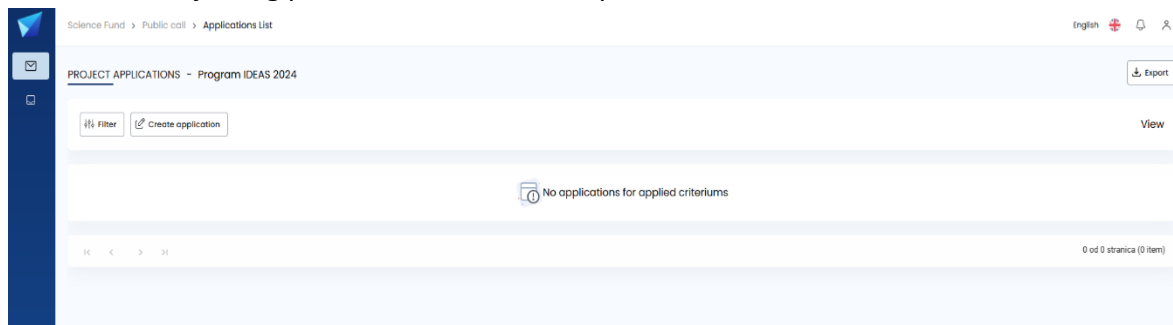 Science Fund > Public call > Applications List English
PROJECT APPLICATIONS - Program IDEAS 2024 Export
Filter Create application View
No applications for applied criteriums
0 od 0 stranica (0 item)